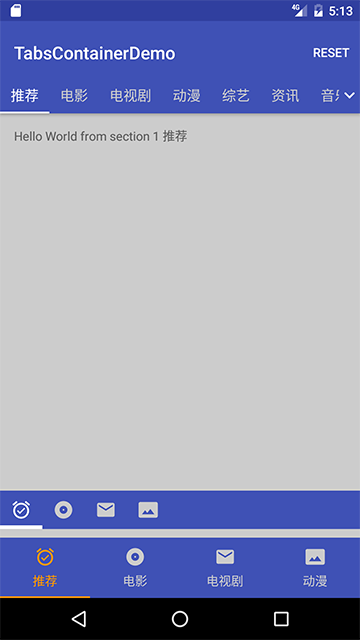 4G 5:13
TabsContainerDemo RESET
推荐 电影 电视剧 动漫 综艺 资讯 音
Hello World from section 1 推荐
推荐 电影 电视剧 动漫